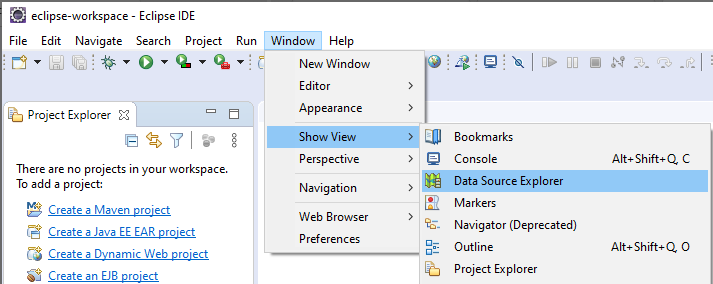 eclipse-workspace - Eclipse IDE
File Edit Navigate Search Project Run Window Help
New Window
Editor
Appearance
Show View
Perspective
Navigation
Web Browser
Preferences
Bookmarks
Console Alt+Shift+Q, C
Data Source Explorer
Markers
Navigator (Deprecated)
Outline Alt+Shift+Q, O
Project Explorer
Project Explorer
There are no projects in your workspace.
To add a project:
Create a Maven project
Create a Java EE EAR project
Create a Dynamic Web project
Create an EJB project